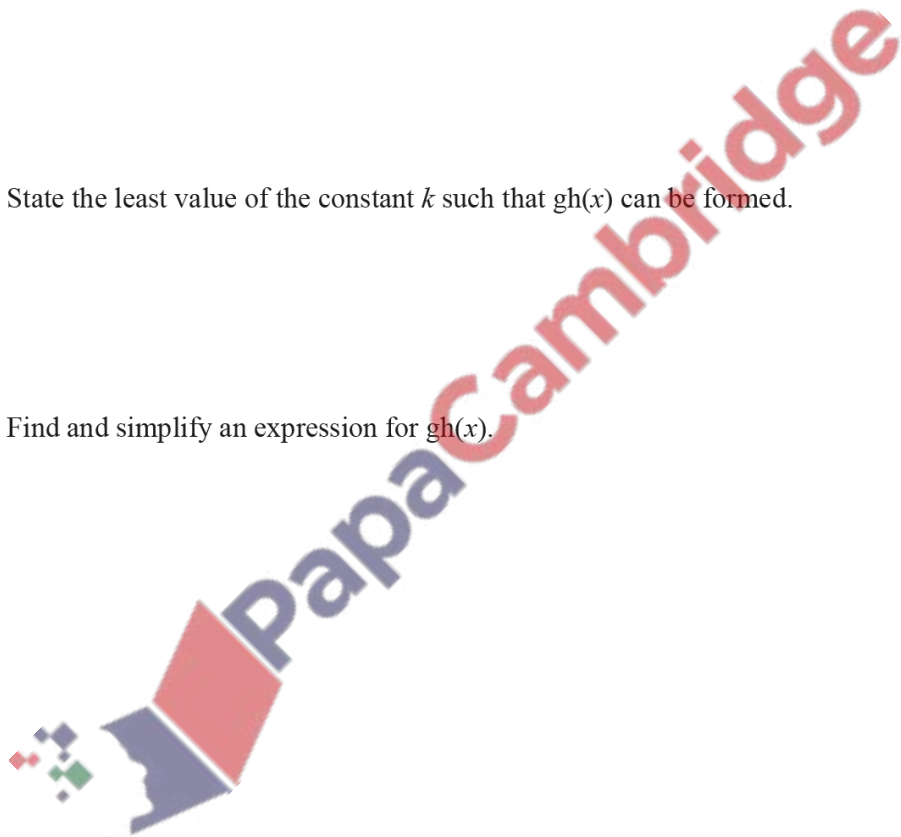 State the least value of the constant k such that gh(x) can be formed.
Find and simplify an expression for gh(x).
PapaCambridge